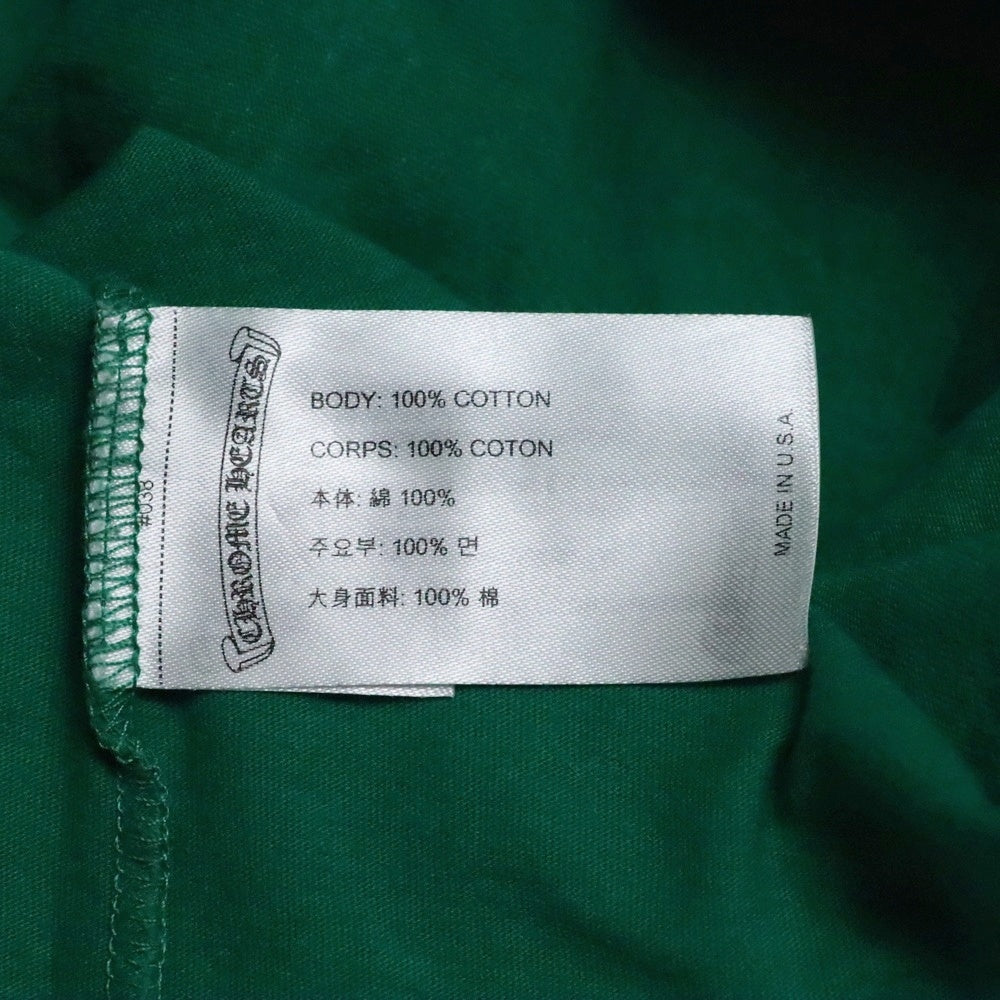 #038
CHROME HEARTS
BODY: 100% COTTON
CORPS: 100% COTON
本体: 綿 100%
주요부: 100% 면
大身面料: 100% 棉
MADE IN U.S.A